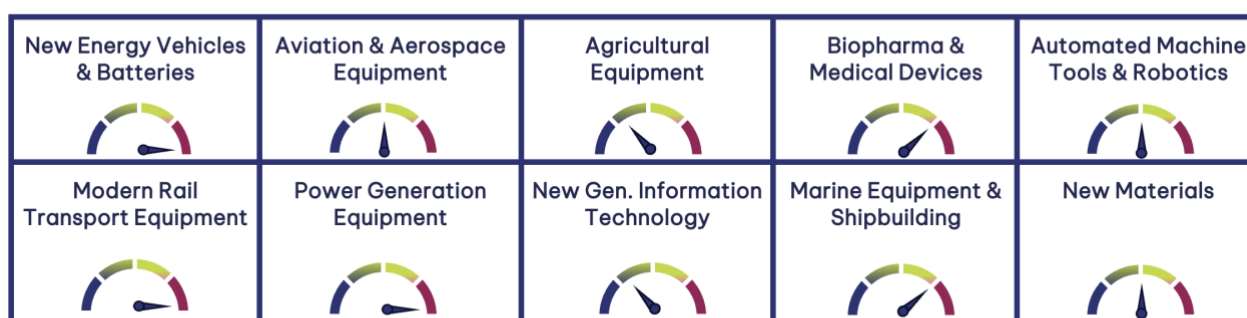 New Energy Vehicles
& Batteries
Aviation & Aerospace
Equipment
Agricultural
Equipment
Biopharma &
Medical Devices
Automated Machine
Tools & Robotics
Modern Rail
Transport Equipment
Power Generation
Equipment
New Gen. Information
Technology
Marine Equipment &
Shipbuilding
New Materials